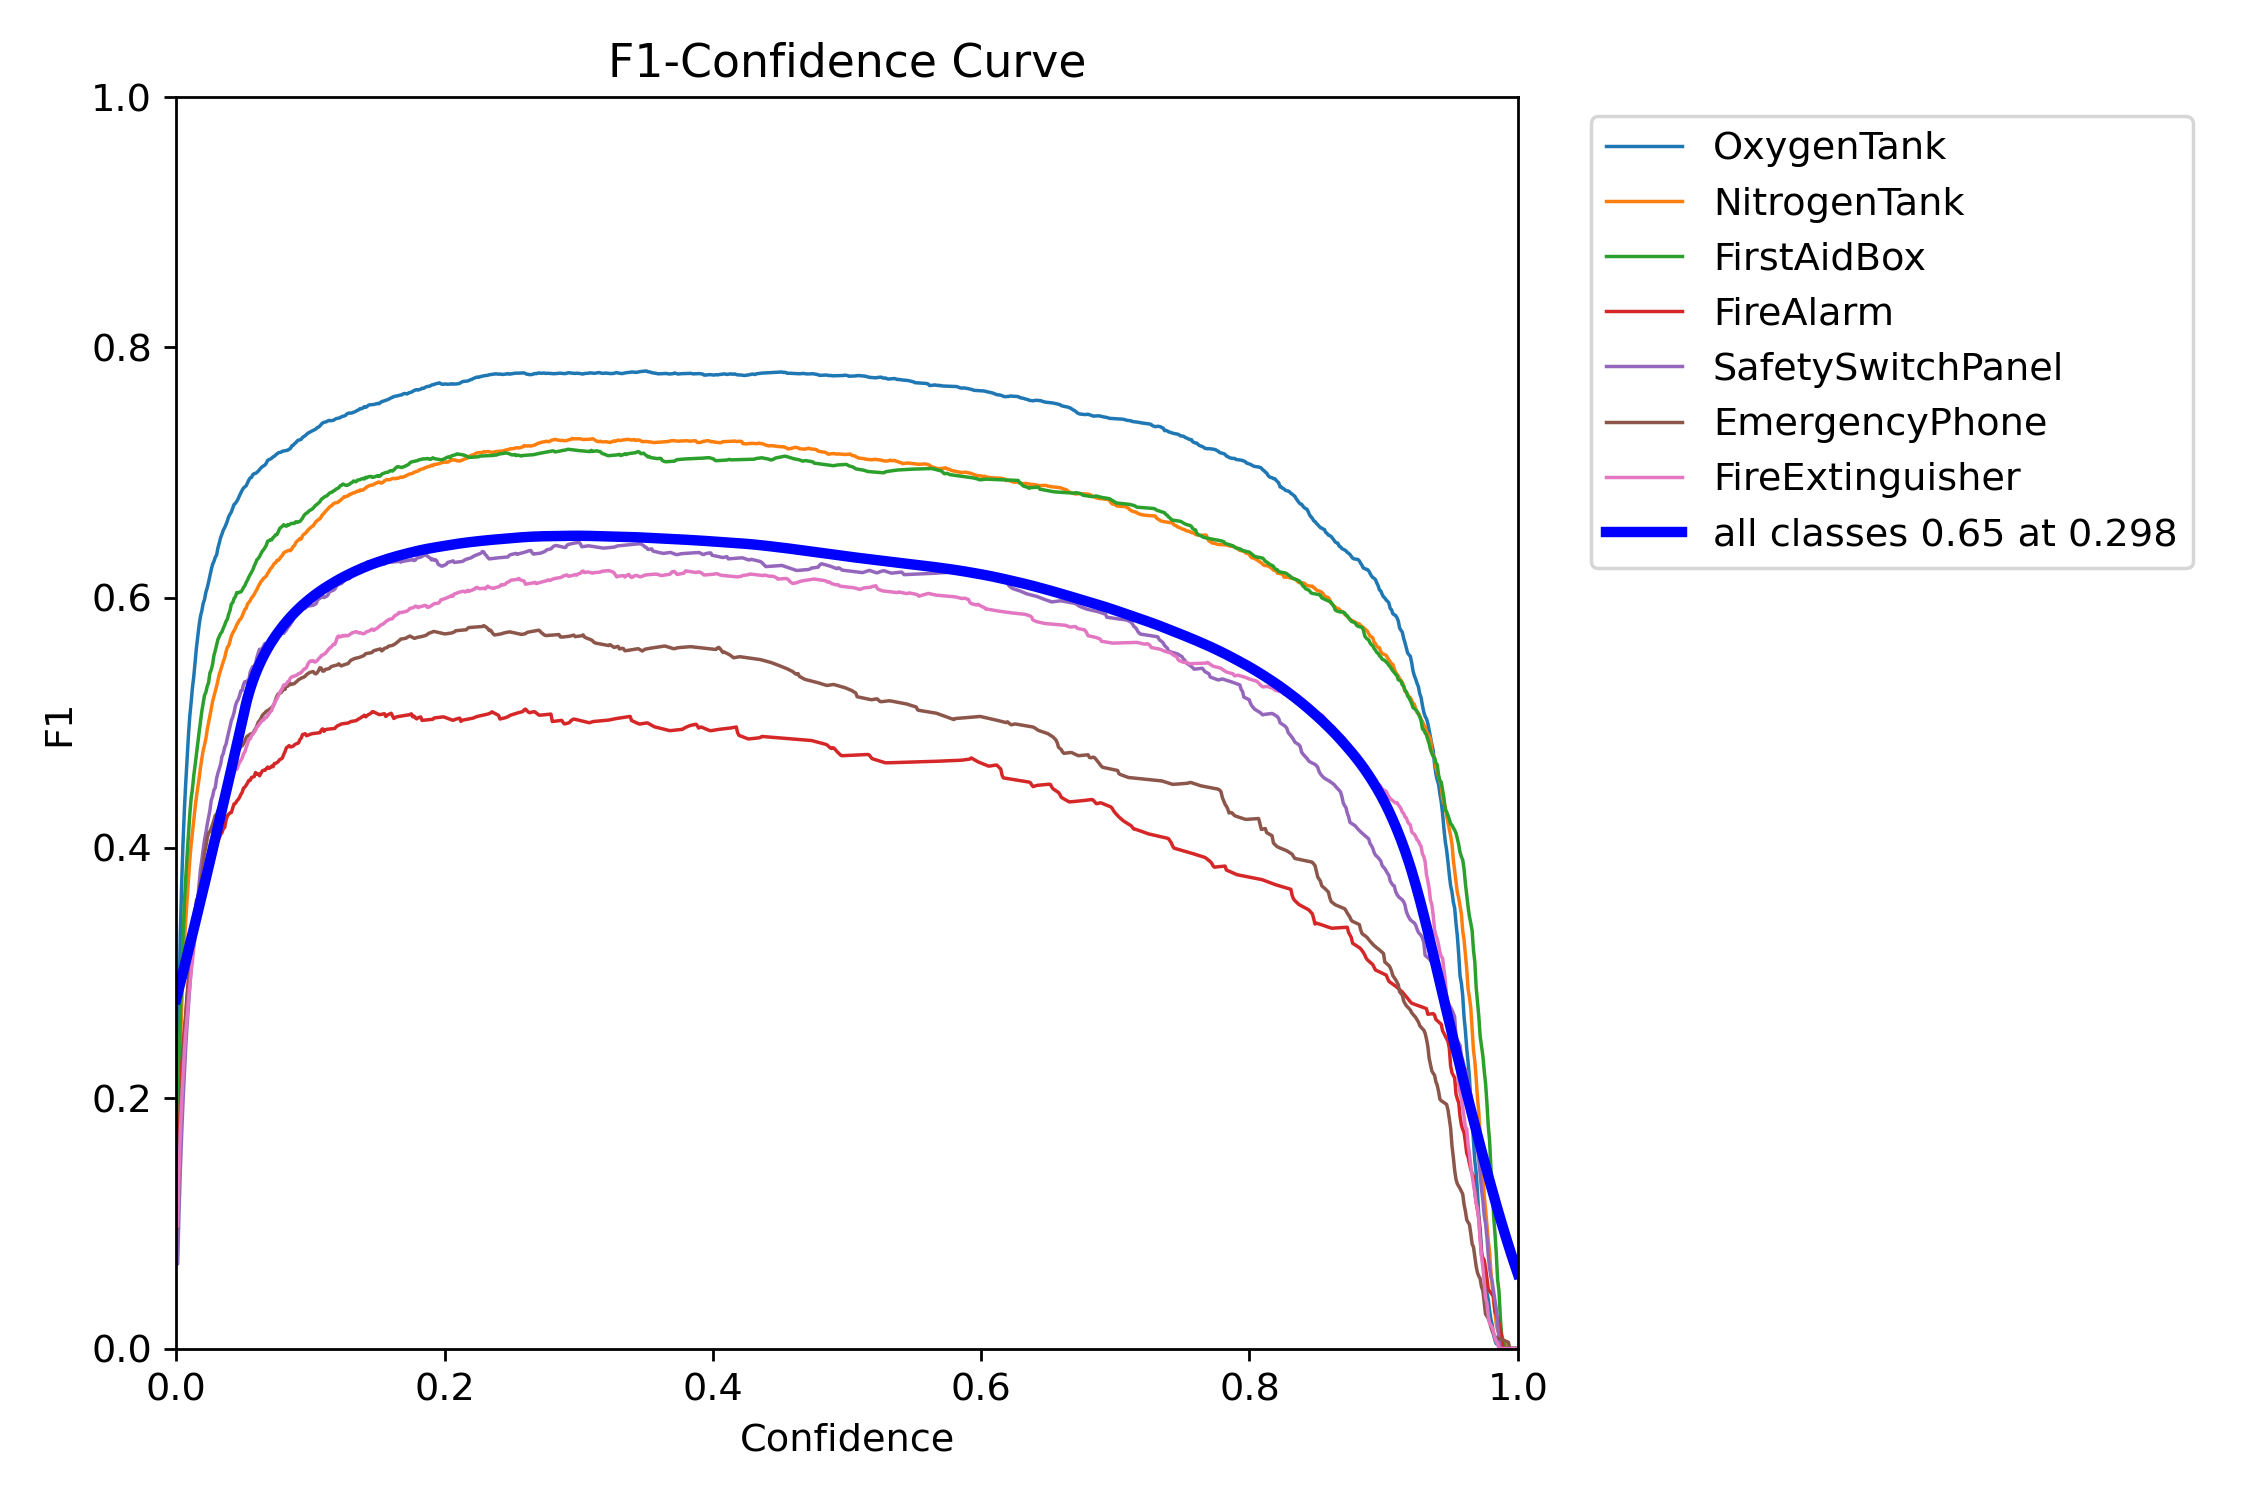 F1-Confidence Curve
1.0
0.8
0.6
0.4
0.2
0.0
F1
0.0 0.2 0.4 0.6 0.8 1.0
Confidence
OxygenTank
NitrogenTank
FirstAidBox
FireAlarm
SafetySwitchPanel
EmergencyPhone
FireExtinguisher
all classes 0.65 at 0.298